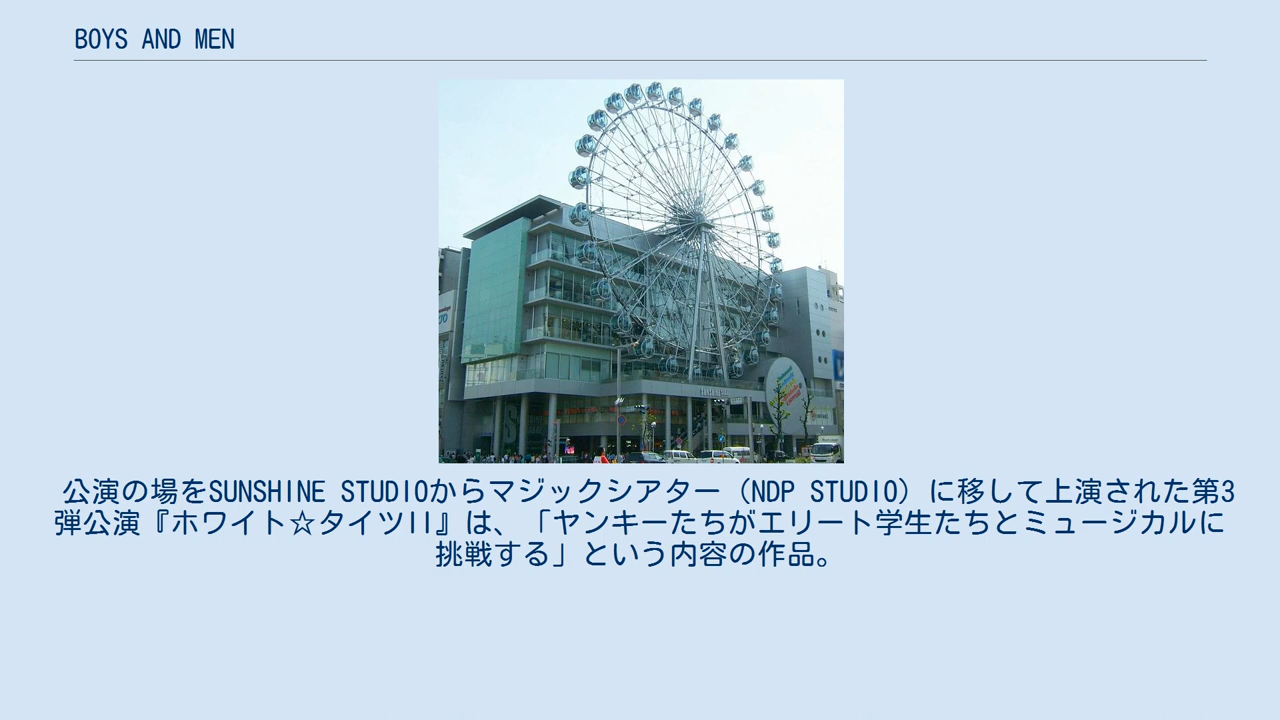 BOYS AND MEN
公演の場をSUNSHINE STUDIOからマジックシアター（NDP STUDIO）に移して上演された第3
弾公演『ホワイト☆タイツII』は、「ヤンキーたちがエリート学生たちとミュージカルに
挑戦する」という内容の作品。